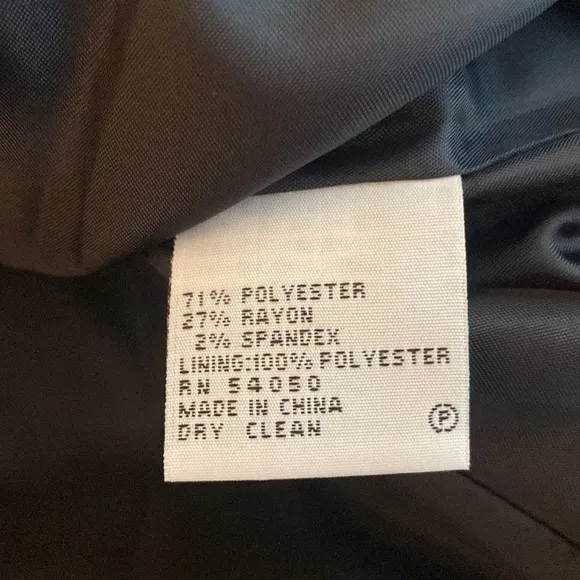 71% POLYESTER
27% RAYON
2% SPANDEX
LINING:100% POLYESTER
RN 54050
MADE IN CHINA
DRY CLEAN
P